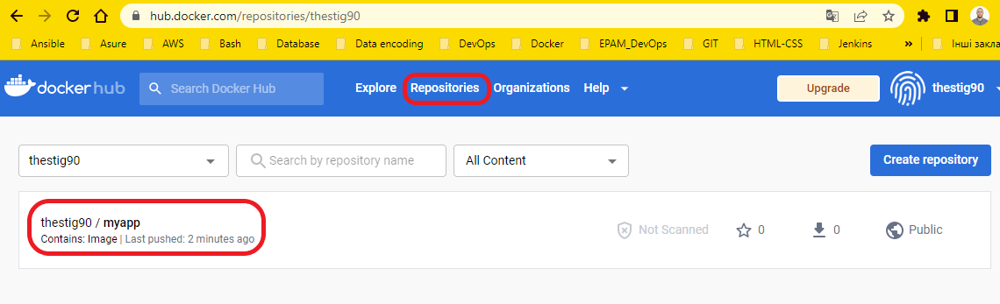 hub.docker.com/repositories/thestig90
Ansible Asure AWS Bash Database Data encoding DevOps Docker EPAM_DevOps GIT HTML-CSS Jenkins » Інші закла
docker hub Search Docker Hub Explore Repositories Organizations Help Upgrade thestig90
thestig90 Search by repository name All Content Create repository
thestig90 / myapp Not Scanned 0 0 Public
Contains: Image | Last pushed: 2 minutes ago